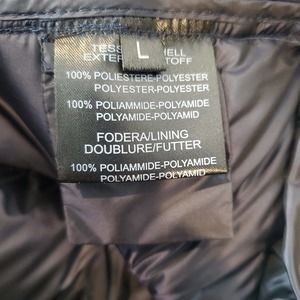 L
100% POLIESTERE-POLYESTER
POLYESTER-POLYESTER
100% POLIAMMIDE-POLYAMIDE
POLYAMIDE-POLYAMID
FODERA/LINING
DOUBLURE/FUTTER
100% POLIAMMIDE-POLYAMIDE
POLYAMIDE-POLYAMID